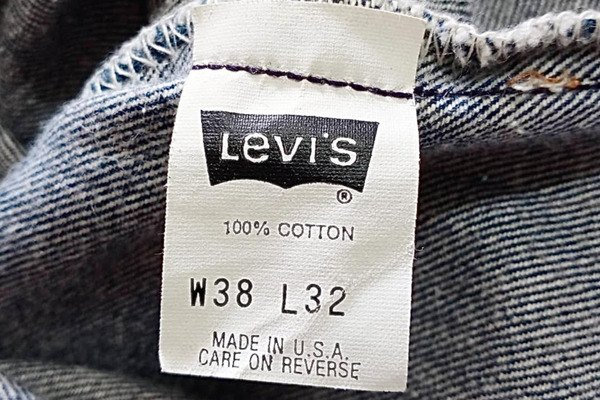 Levi's
®
100% COTTON
W38 L32
MADE IN U.S.A.
CARE ON REVERSE